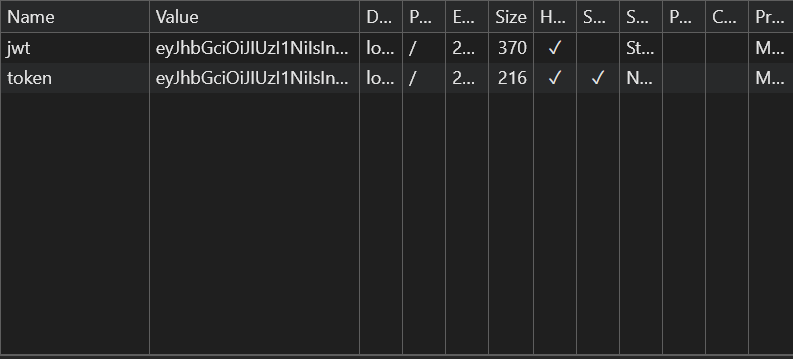 Name Value D... P... E... Size H... S... S... P... C... Pr...
jwt eyJhbGciOiJIUzI1NiIsIn... lo... / 2... 370 ✓ St... M...
token eyJhbGciOiJIUzI1NiIsIn... lo... / 2... 216 ✓ ✓ N... M...